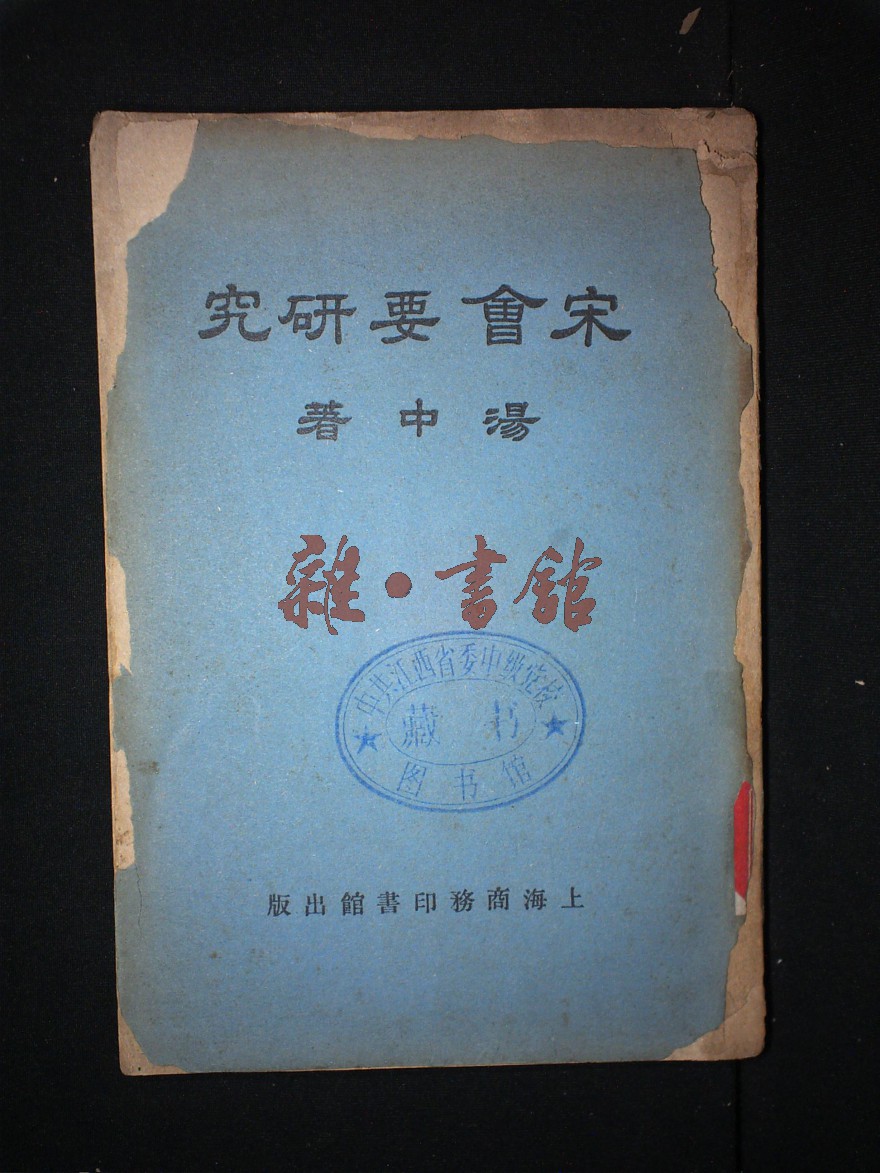 宋會要研究
湯中著
雜·書館
中共江西省委中级党校
藏书
图书馆
上海商務印書館出版